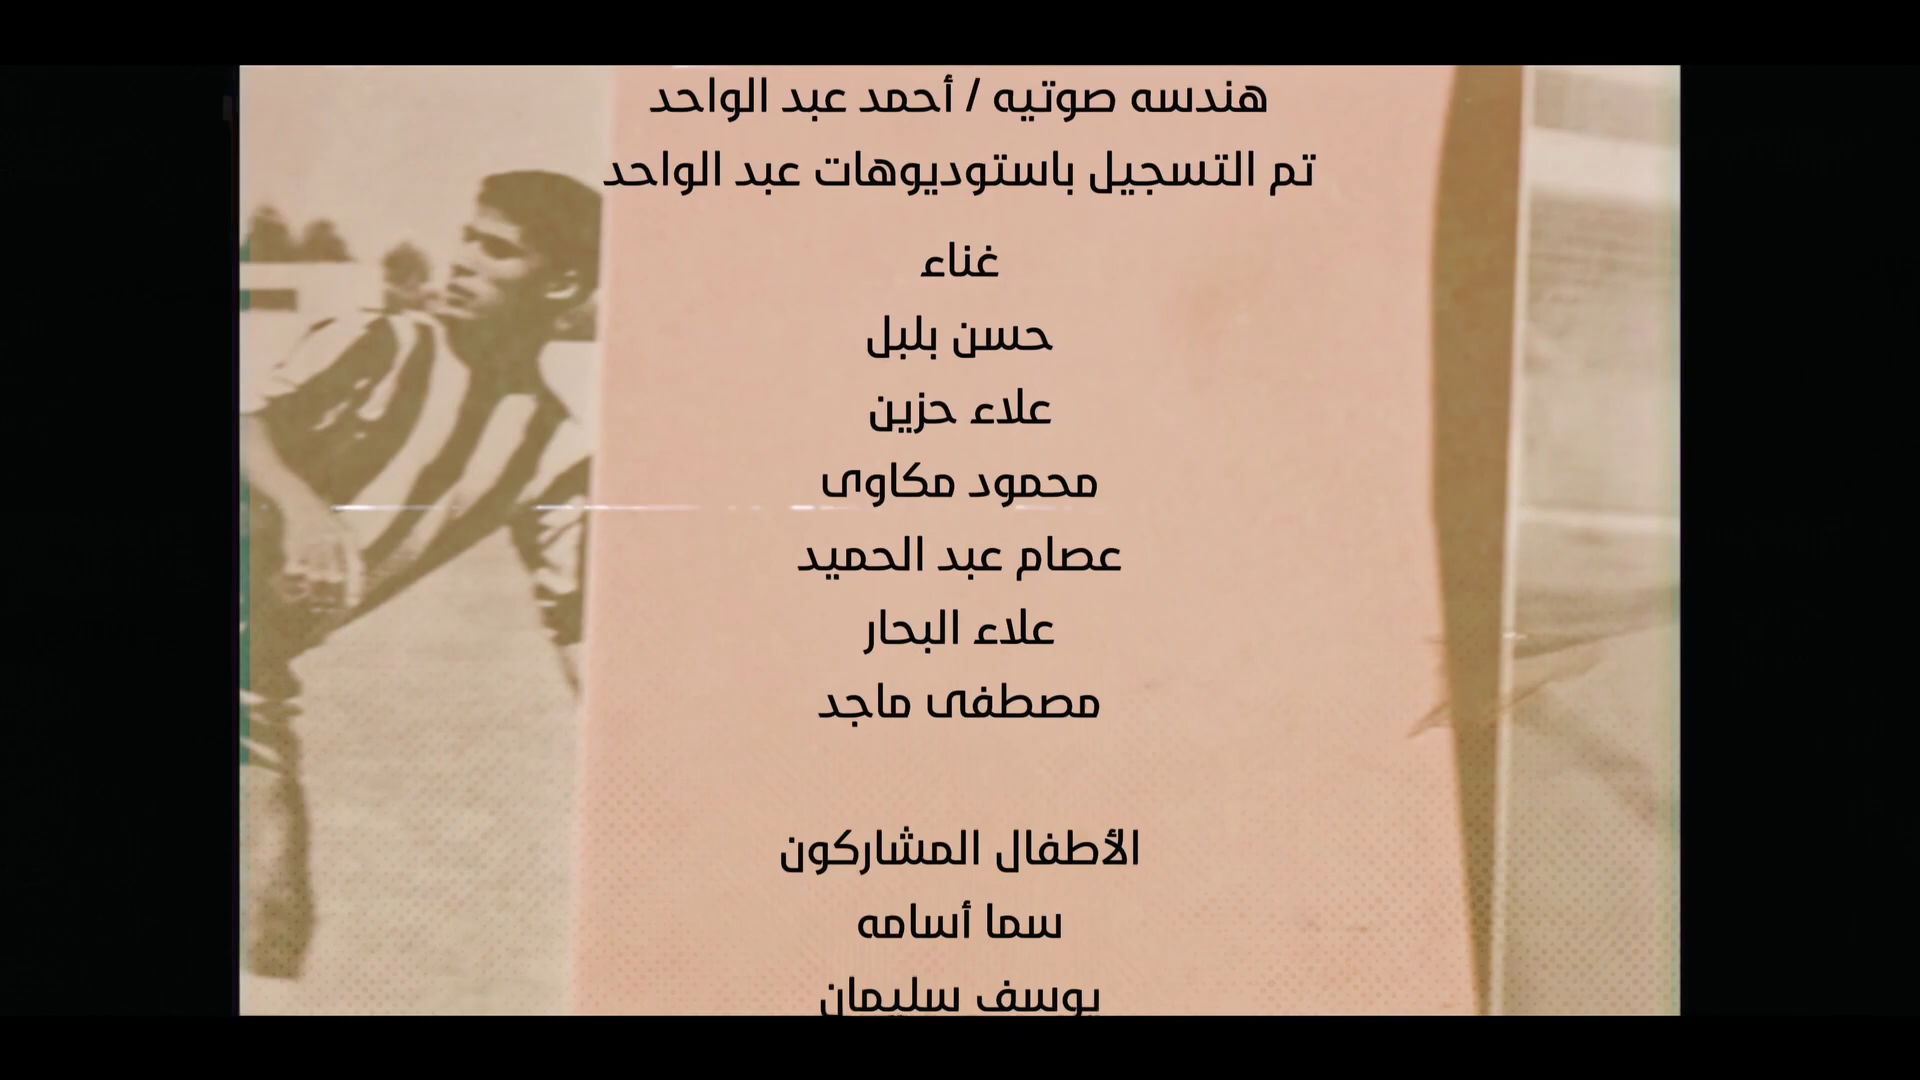 هندسه صوتيه / أحمد عبد الواحد
تم التسجيل باستوديوهات عبد الواحد
غناء
حسن بلبل
علاء حزين
محمود مكاوى
عصام عبد الحميد
علاء البحار
مصطفى ماجد
الأطفال المشاركون
سما أسامه
يوسف سليمان